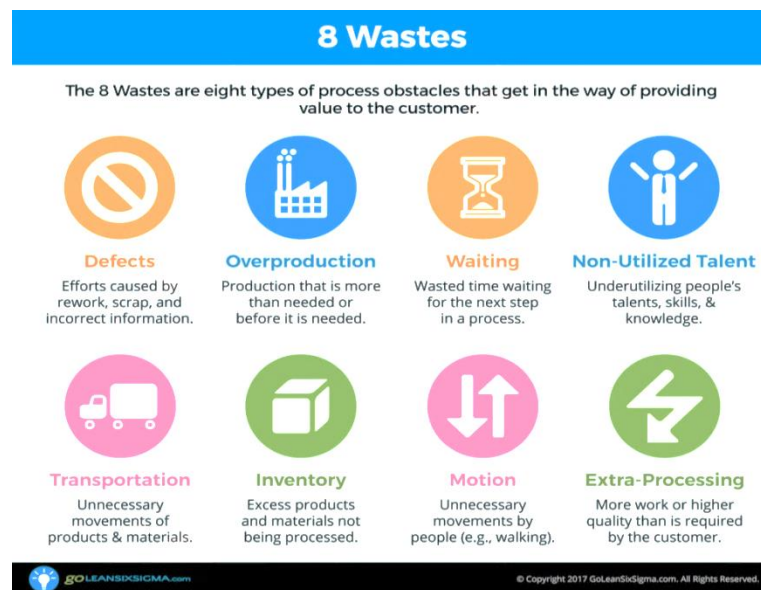 8 Wastes
The 8 Wastes are eight types of process obstacles that get in the way of providing
value to the customer.
Defects
Efforts caused by
rework, scrap, and
incorrect information.
Overproduction
Production that is more
than needed or
before it is needed.
Waiting
Wasted time waiting
for the next step
in a process.
Non-Utilized Talent
Underutilizing people's
talents, skills, &
knowledge.
Transportation
Unnecessary
movements of
products & materials.
Inventory
Excess products
and materials not
being processed.
Motion
Unnecessary
movements by
people (e.g., walking).
Extra-Processing
More work or higher
quality than is required
by the customer.
goLEANSIXSIGMA.com
© Copyright 2017 GoLeanSixSigma.com. All Rights Reserved.